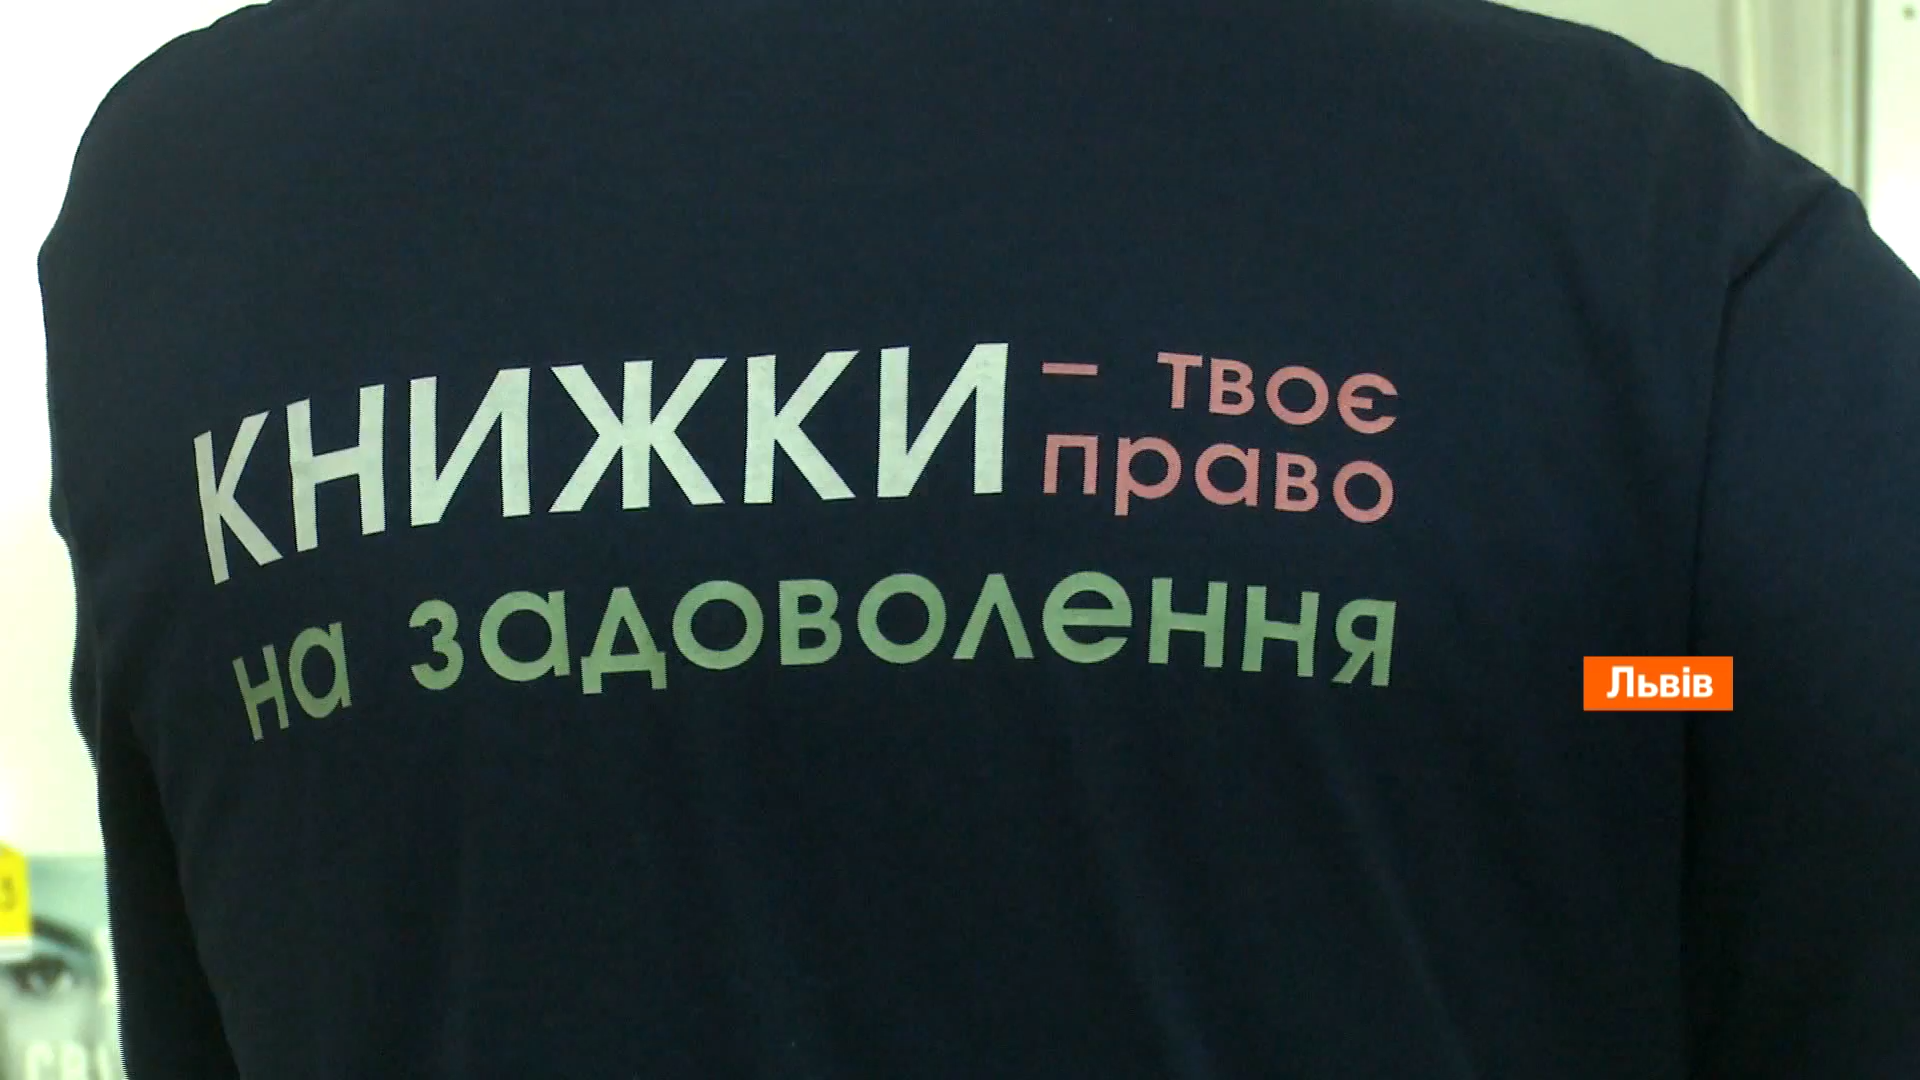 КНИЖКИ – твоє
право
на задоволення
Львів